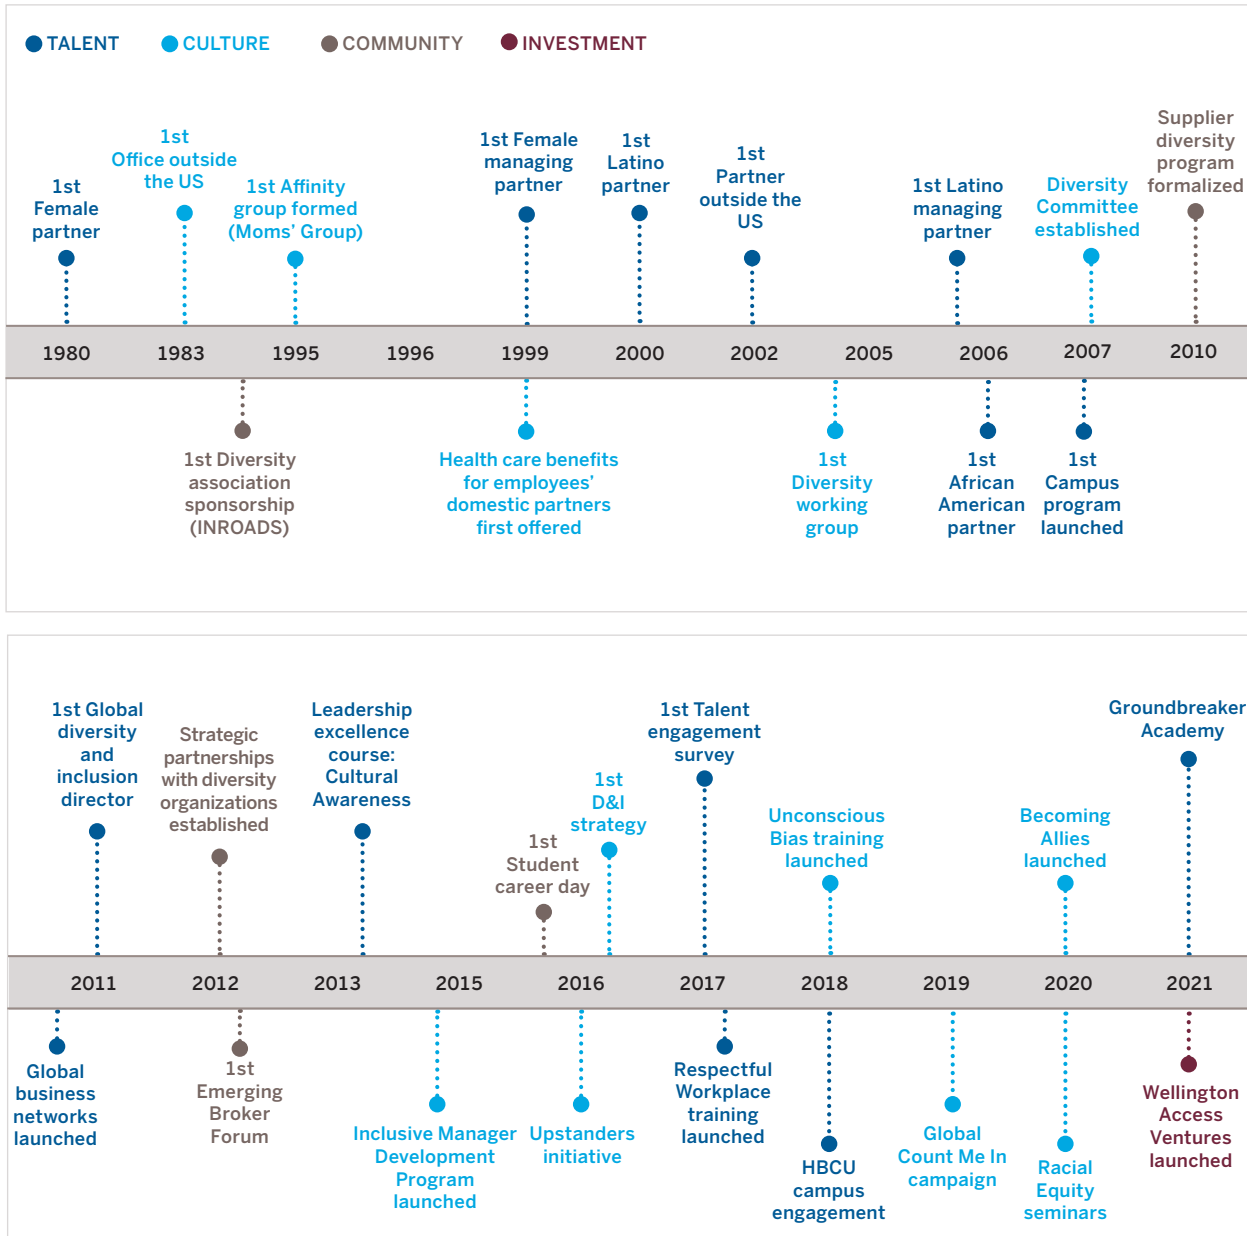 TALENT
CULTURE
COMMUNITY
INVESTMENT
1st
Female
partner
1st
Office outside
the US
1st Affinity
group formed
(Moms’ Group)
1st Female
managing
partner
1st
Latino
partner
1st
Partner
outside the
US
1st Latino
managing
partner
Diversity
Committee
established
Supplier
diversity
program
formalized
1980
1983
1995
1996
1999
2000
2002
2005
2006
2007
2010
1st Diversity
association
sponsorship
(INROADS)
Health care benefits
for employees’
domestic partners
first offered
1st
Diversity
working
group
1st
African
American
partner
1st
Campus
program
launched
1st Global
diversity
and
inclusion
director
Strategic
partnerships
with diversity
organizations
established
Leadership
excellence
course:
Cultural
Awareness
1st
Student
career day
1st
D&I
strategy
1st Talent
engagement
survey
Unconscious
Bias training
launched
Becoming
Allies
launched
Groundbreaker
Academy
2011
2012
2013
2015
2016
2017
2018
2019
2020
2021
Global
business
networks
launched
1st
Emerging
Broker
Forum
Inclusive Manager
Development
Program
launched
Upstanders
initiative
Respectful
Workplace
training
launched
HBCU
campus
engagement
Global
Count Me In
campaign
Racial
Equity
seminars
Wellington
Access
Ventures
launched